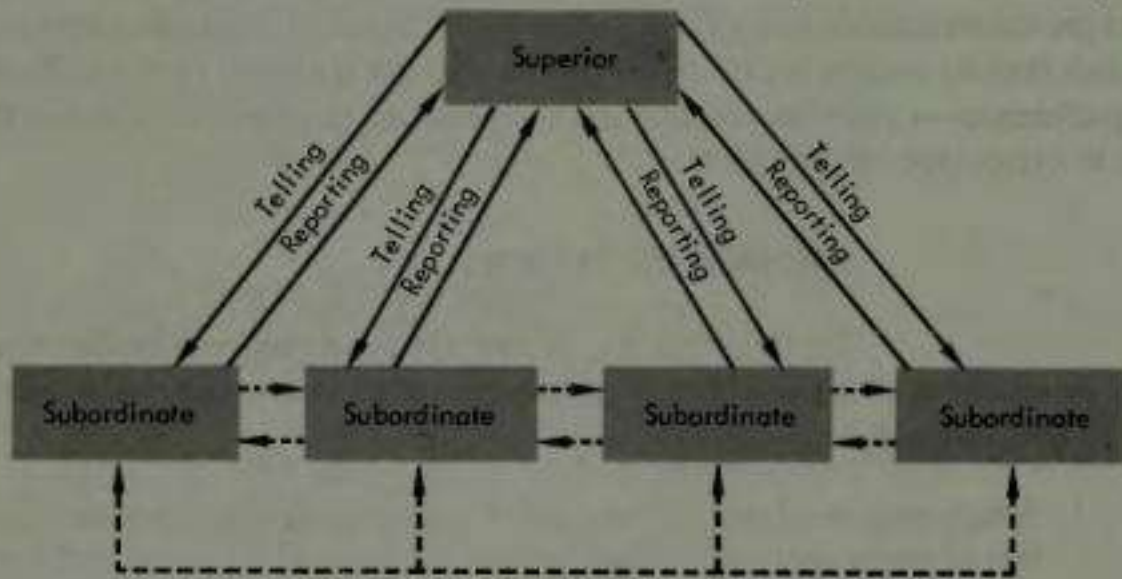 Superior
Telling
Reporting
Telling
Reporting
Reporting
Telling
Reporting
Telling
Subordinate
Subordinate
Subordinate
Subordinate